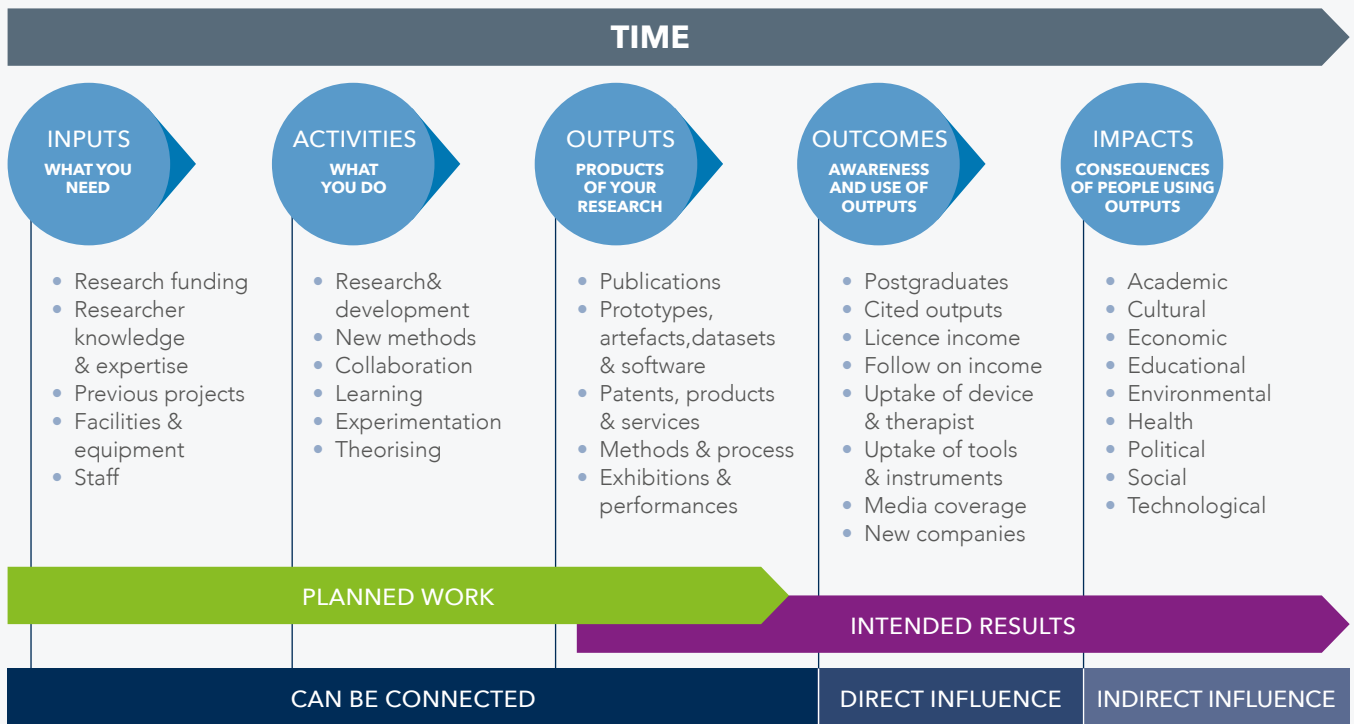 TIME
INPUTS
WHAT YOU
NEED
ACTIVITIES
WHAT
YOU DO
OUTPUTS
PRODUCTS
OF YOUR
RESEARCH
OUTCOMES
AWARENESS
AND USE OF
OUTPUTS
IMPACTS
CONSEQUENCES
OF PEOPLE USING
OUTPUTS
• Research funding
• Researcher
knowledge
& expertise
• Previous projects
• Facilities &
equipment
• Staff
• Research&
development
• New methods
• Collaboration
• Learning
• Experimentation
• Theorising
• Publications
• Prototypes,
artefacts,datasets
& software
• Patents, products
& services
• Methods & process
• Exhibitions &
performances
• Postgraduates
• Cited outputs
• Licence income
• Follow on income
• Uptake of device
& therapist
• Uptake of tools
& instruments
• Media coverage
• New companies
• Academic
• Cultural
• Economic
• Educational
• Environmental
• Health
• Political
• Social
• Technological
PLANNED WORK
INTENDED RESULTS
CAN BE CONNECTED
DIRECT INFLUENCE
INDIRECT INFLUENCE